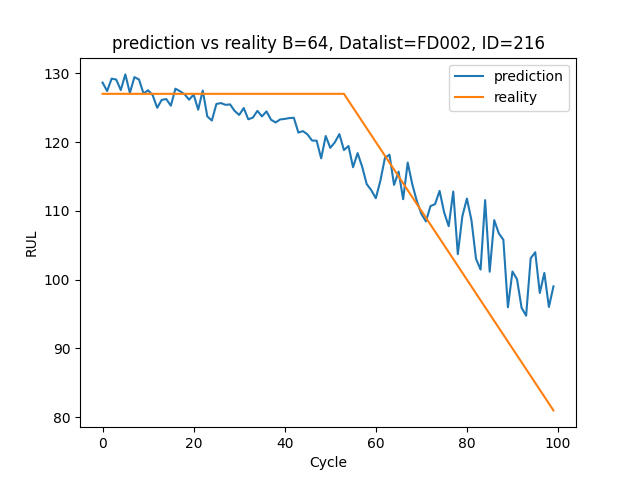 prediction vs reality B=64, Datalist=FD002, ID=216
prediction
reality
130
120
110
100
90
80
RUL
0 20 40 60 80 100
Cycle